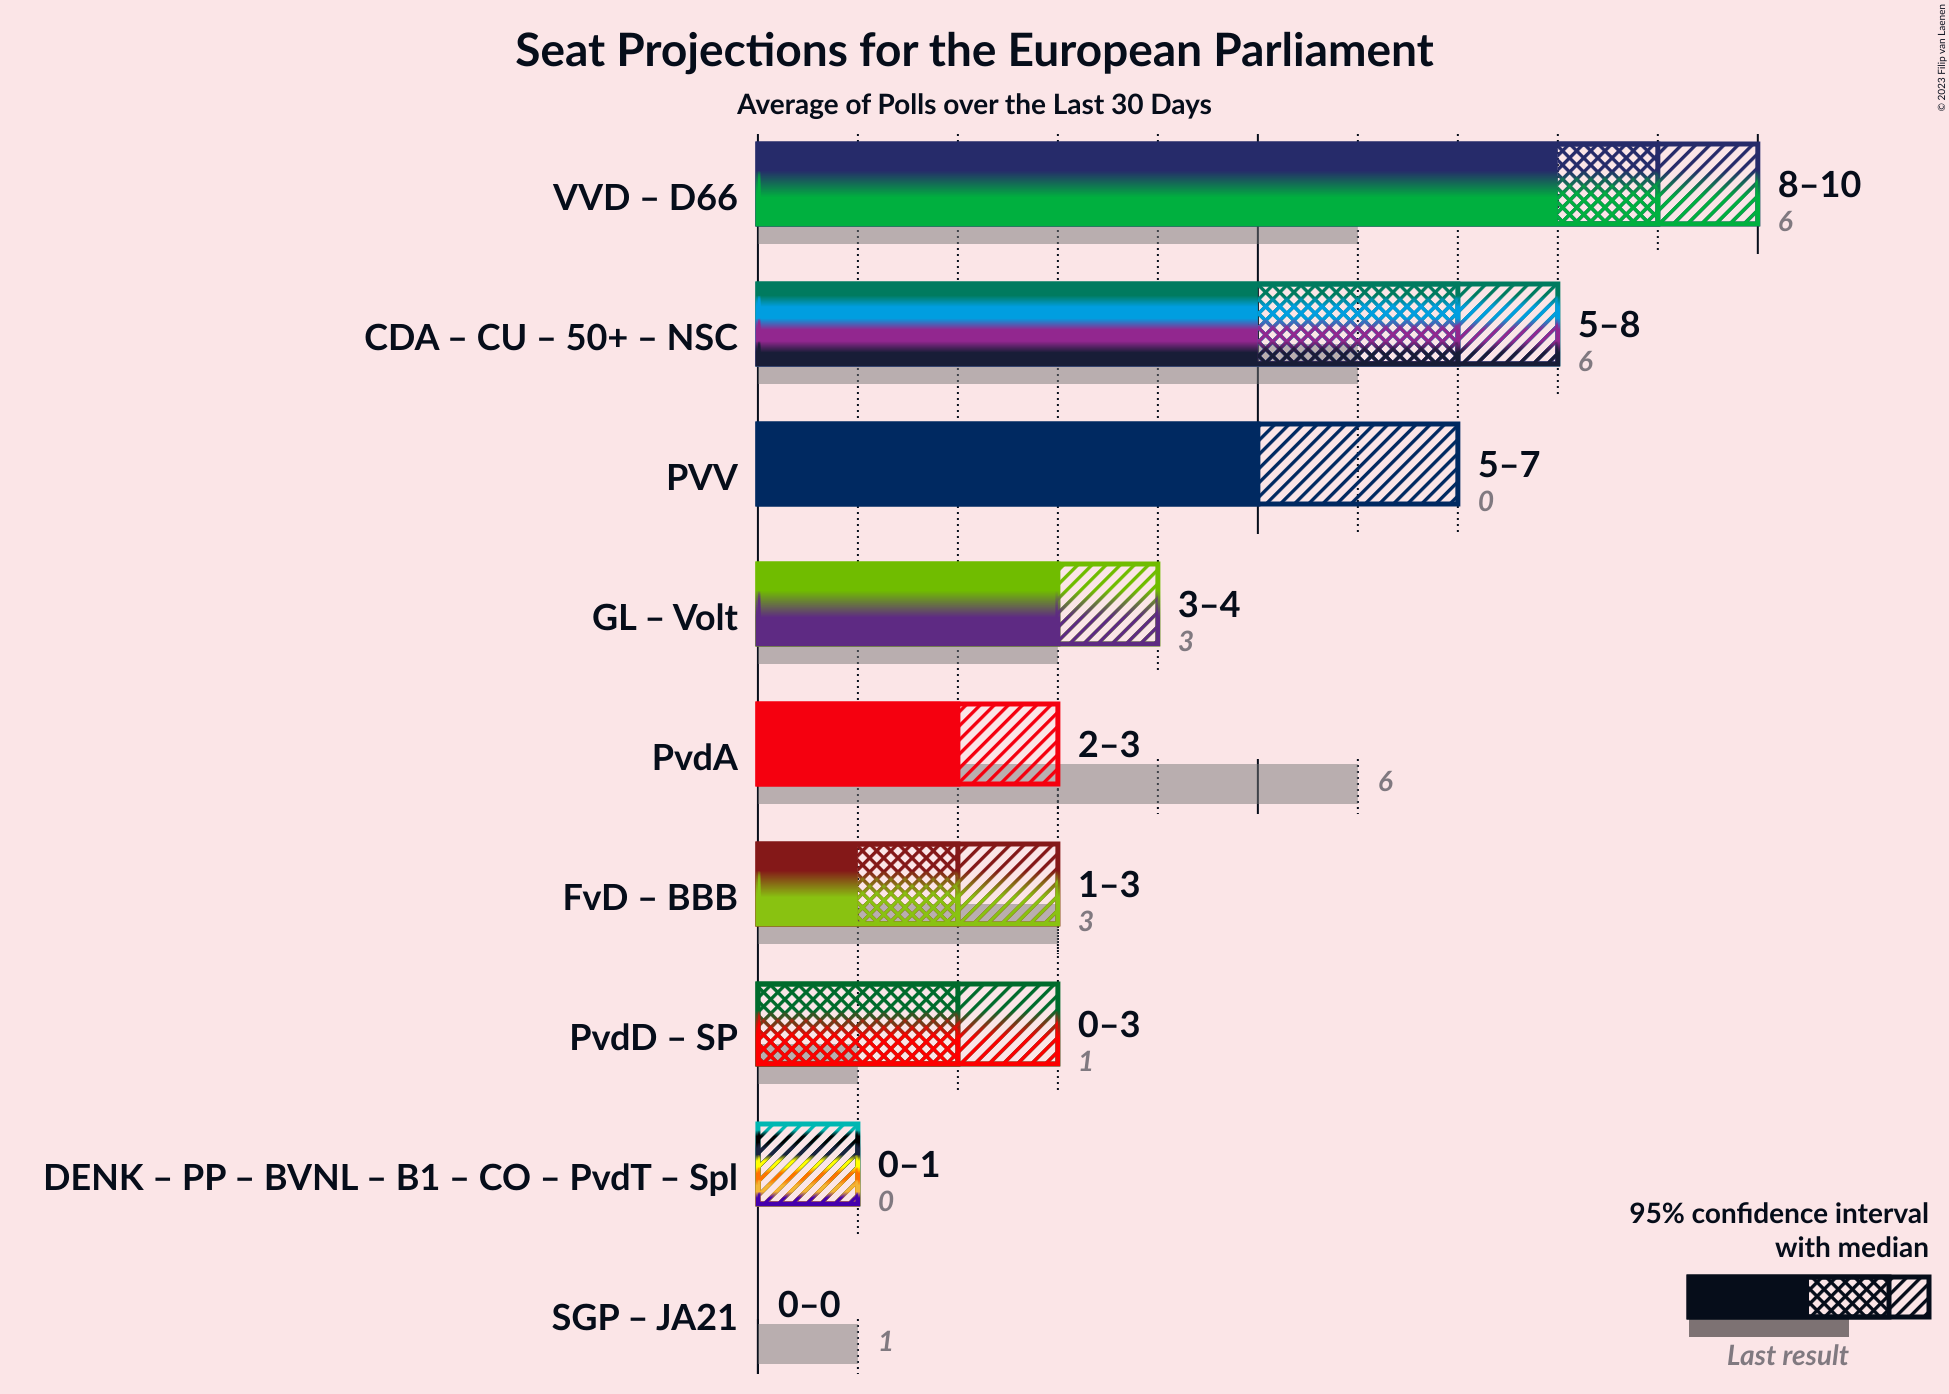 Seat Projections for the European Parliament
Average of Polls over the Last 30 Days
© 2023 Filip van Laenen
VVD – D66
8–10
6
CDA – CU – 50+ – NSC
5–8
6
PVV
5–7
0
GL – Volt
3–4
3
PvdA
2–3
6
FvD – BBB
1–3
3
PvdD – SP
0–3
1
DENK – PP – BVNL – B1 – CO – PvdT – Spl
0–1
0
SGP – JA21
0–0
1
95% confidence interval
with median
Last result